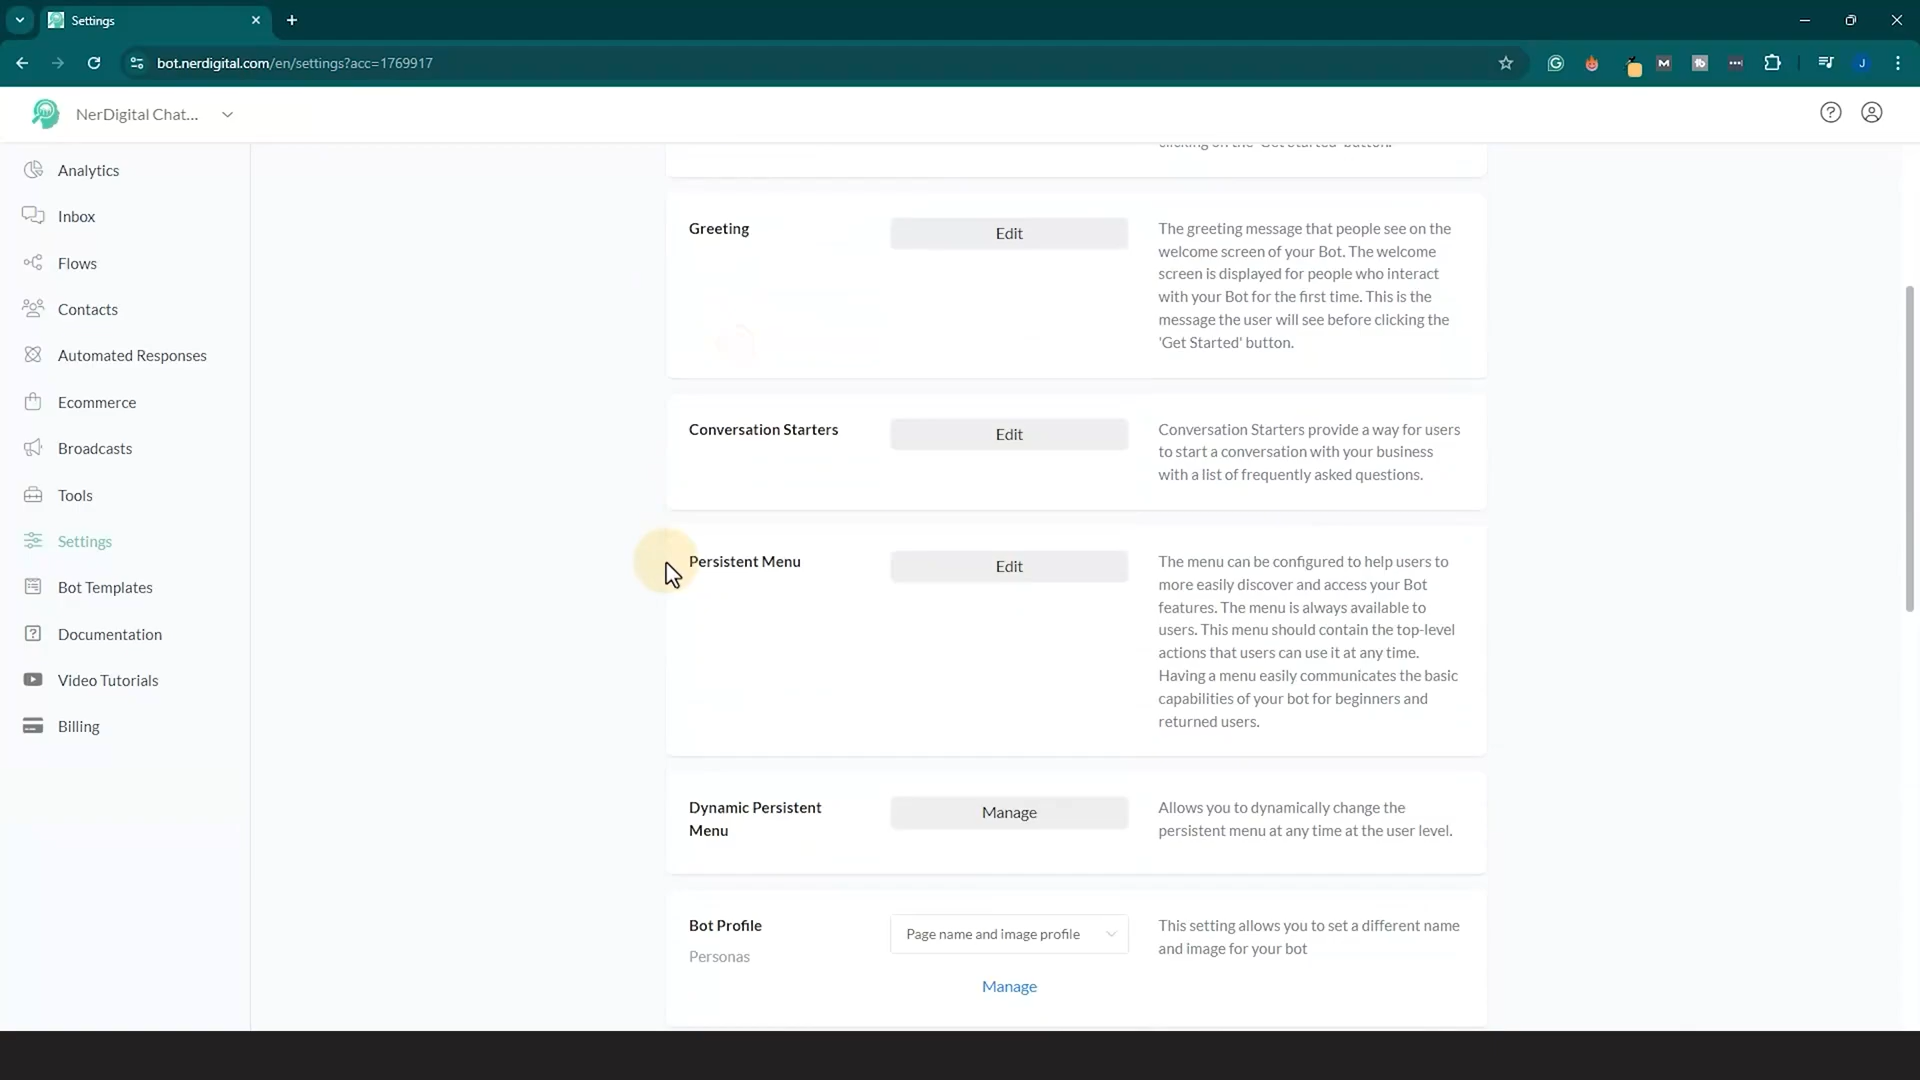 Settings
bot.nerdigital.com/en/settings?acc=1769917
NerDigital Chat...
Analytics
Inbox
Flows
Contacts
Automated Responses
Ecommerce
Broadcasts
Tools
Settings
Bot Templates
Documentation
Video Tutorials
Billing
clicking on the 'Get Started' button.
Greeting
Edit
The greeting message that people see on the
welcome screen of your Bot. The welcome
screen is displayed for people who interact
with your Bot for the first time. This is the
message the user will see before clicking the
'Get Started' button.
Conversation Starters
Edit
Conversation Starters provide a way for users
to start a conversation with your business
with a list of frequently asked questions.
Persistent Menu
Edit
The menu can be configured to help users to
more easily discover and access your Bot
features. The menu is always available to
users. This menu should contain the top-level
actions that users can use it at any time.
Having a menu easily communicates the basic
capabilities of your bot for beginners and
returned users.
Dynamic Persistent
Menu
Manage
Allows you to dynamically change the
persistent menu at any time at the user level.
Bot Profile
Personas
Page name and image profile
Manage
This setting allows you to set a different name
and image for your bot